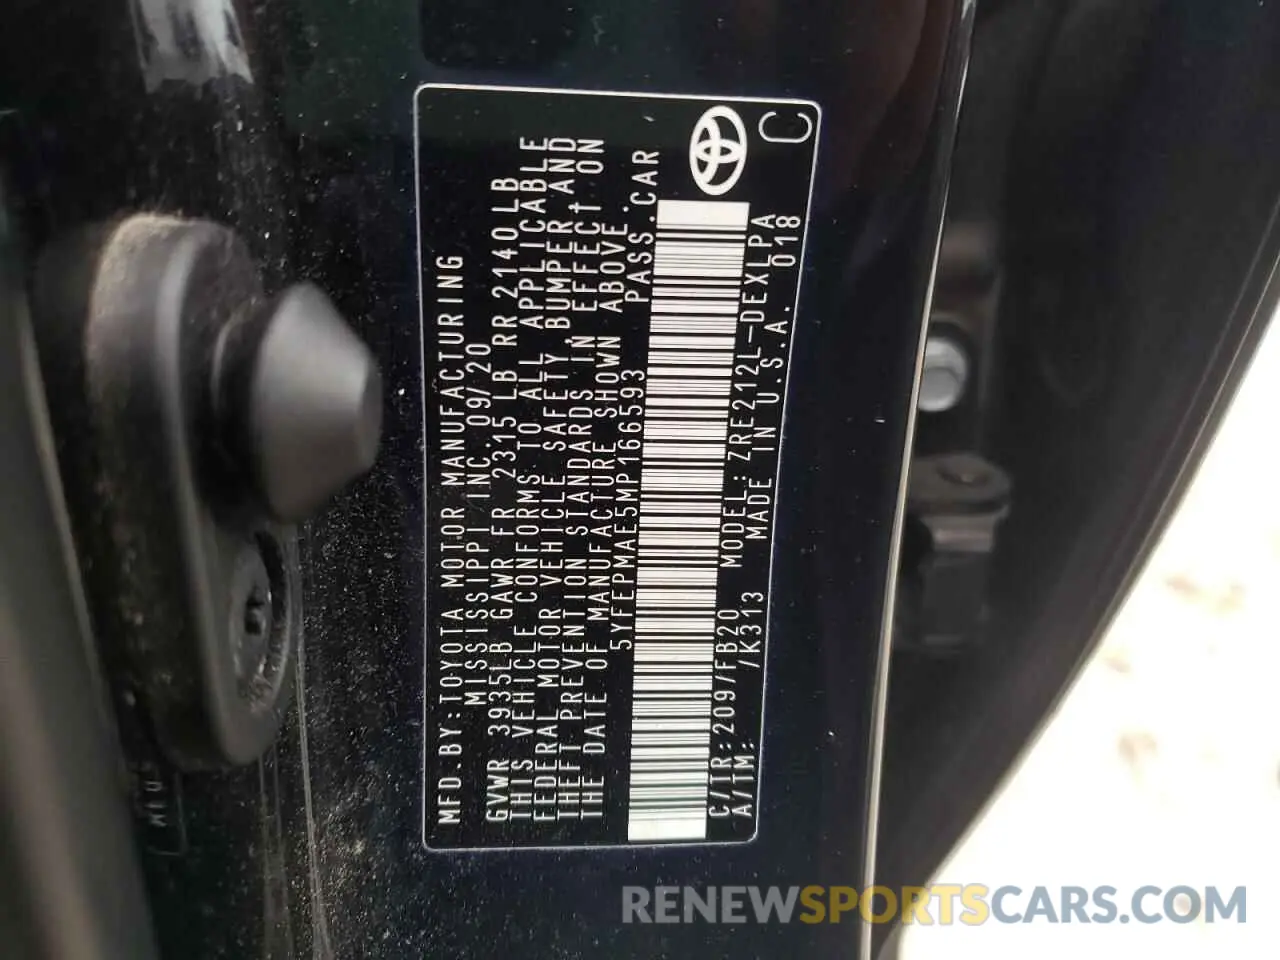 MFD.BY:TOYOTA MOTOR MANUFACTURING
MISSISSIPPI INC. 09/20
GVWR 3935LB GAWR FR 2315LB RR 2140LB
THIS VEHICLE CONFORMS TO ALL APPLICABLE
FEDERAL MOTOR VEHICLE SAFETY, BUMPER AND
THEFT PREVENTION STANDARDS IN EFFECT ON
THE DATE OF MANUFACTURE SHOWN ABOVE.
5YFEPMAE5MP166593 PASS.CAR
C/TR:209/FB20 MODEL:ZRE212L-DEXLPA
A/TM: /K313 MADE IN U.S.A. 018
C
RENEWSPORTSCARS.COM